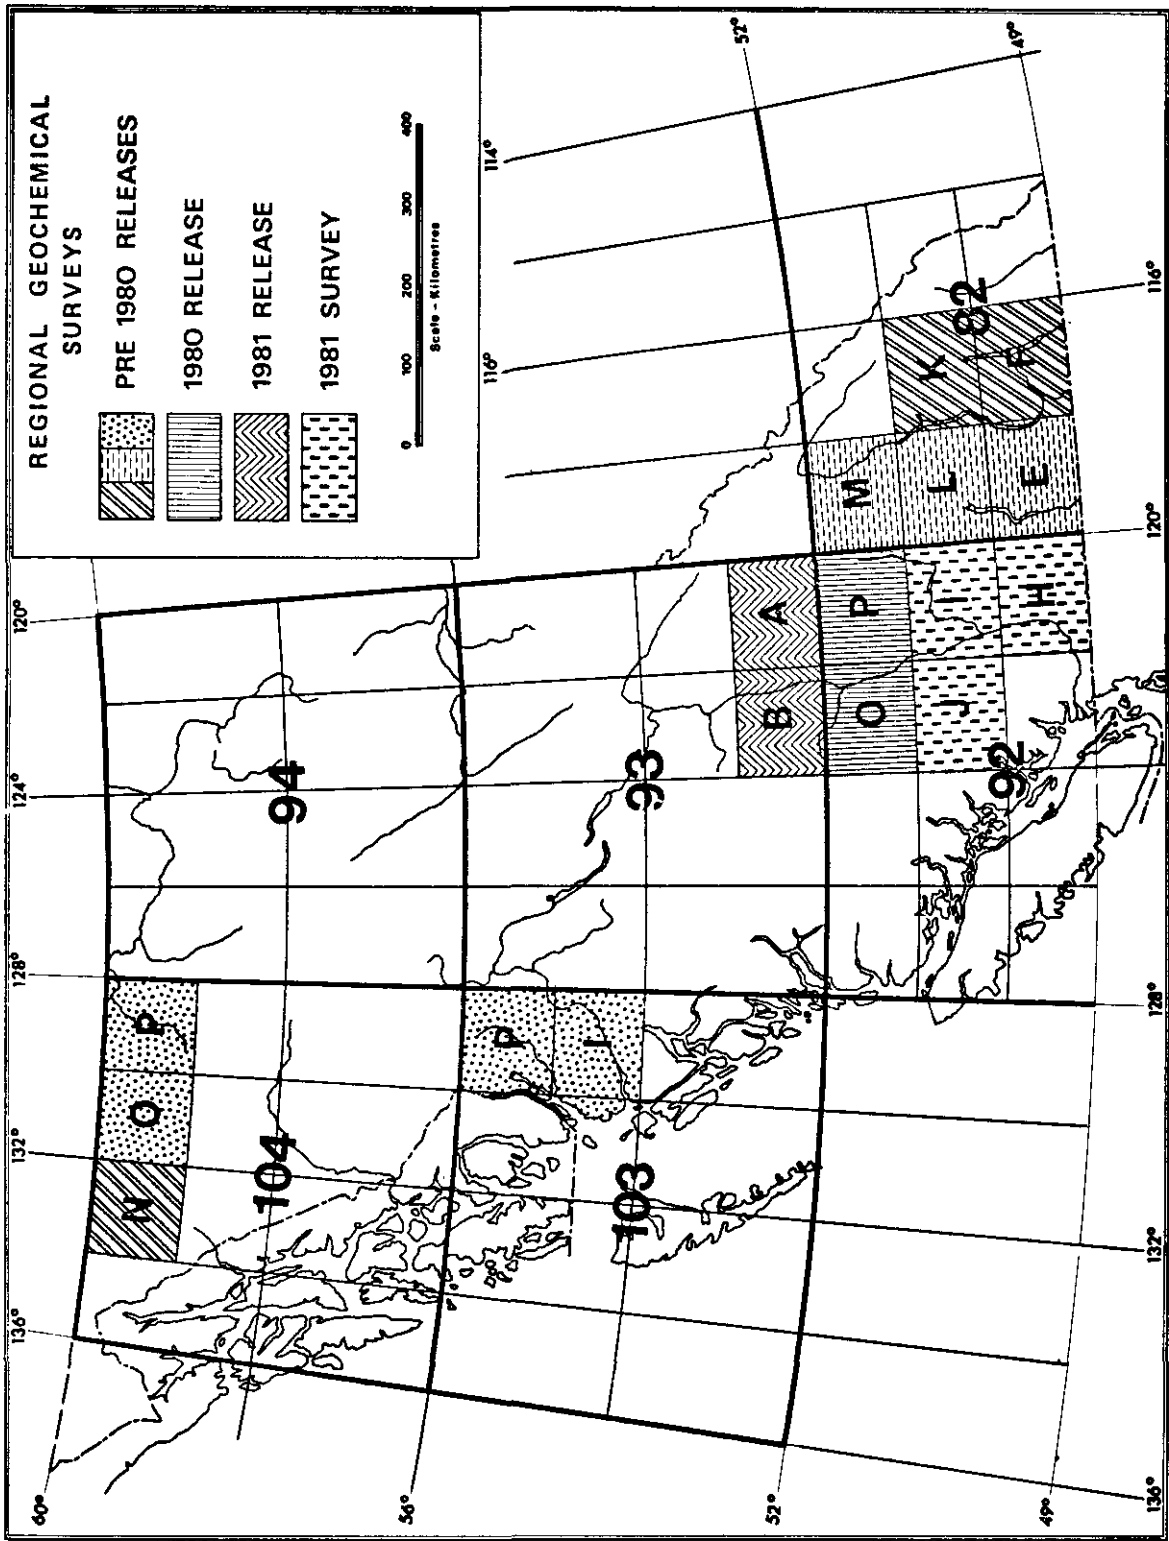 REGIONAL GEOCHEMICAL
SURVEYS
PRE 1980 RELEASES
1980 RELEASE
1981 RELEASE
1981 SURVEY
0 100 200 300 400
Scale - Kilometres
60°
56°
52°
49°
136°
132°
128°
124°
120°
116°
114°
52°
49°
136°
132°
128°
120°
116°
104
N
O
P
103
P
I
94
93
B
A
92
O
P
J
I
H
82
M
L
E
K
F